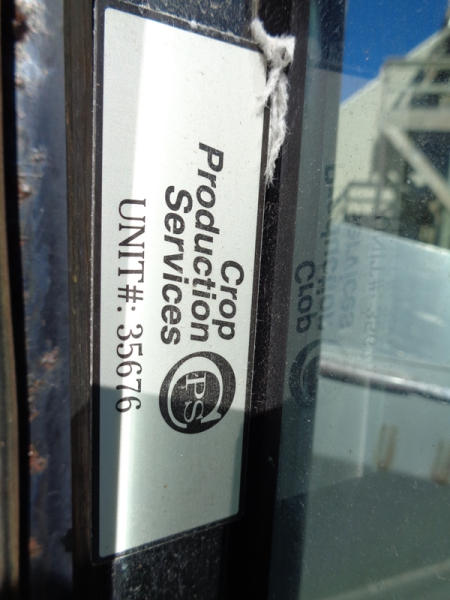 Crop
Production
Services
CPS
UNIT#: 35676